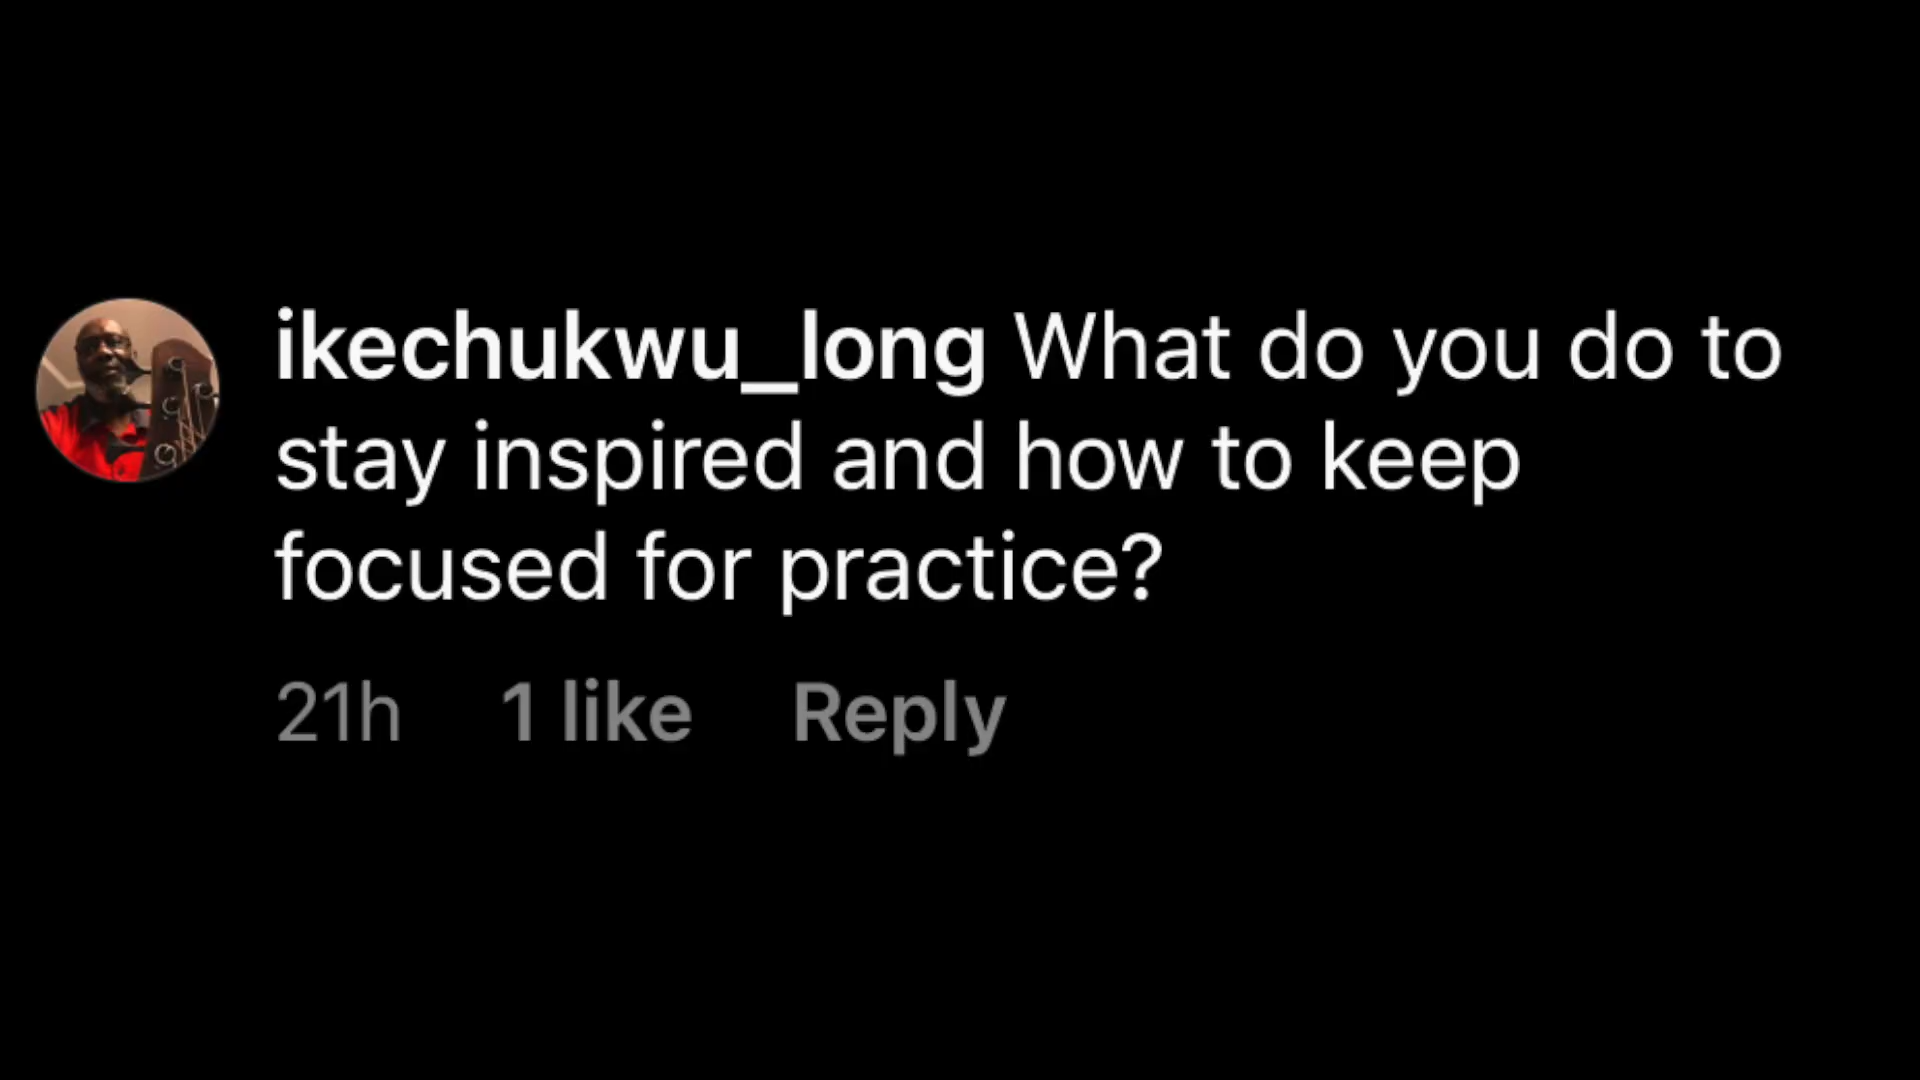 ikechukwu_long What do you do to
stay inspired and how to keep
focused for practice?
21h 1 like Reply